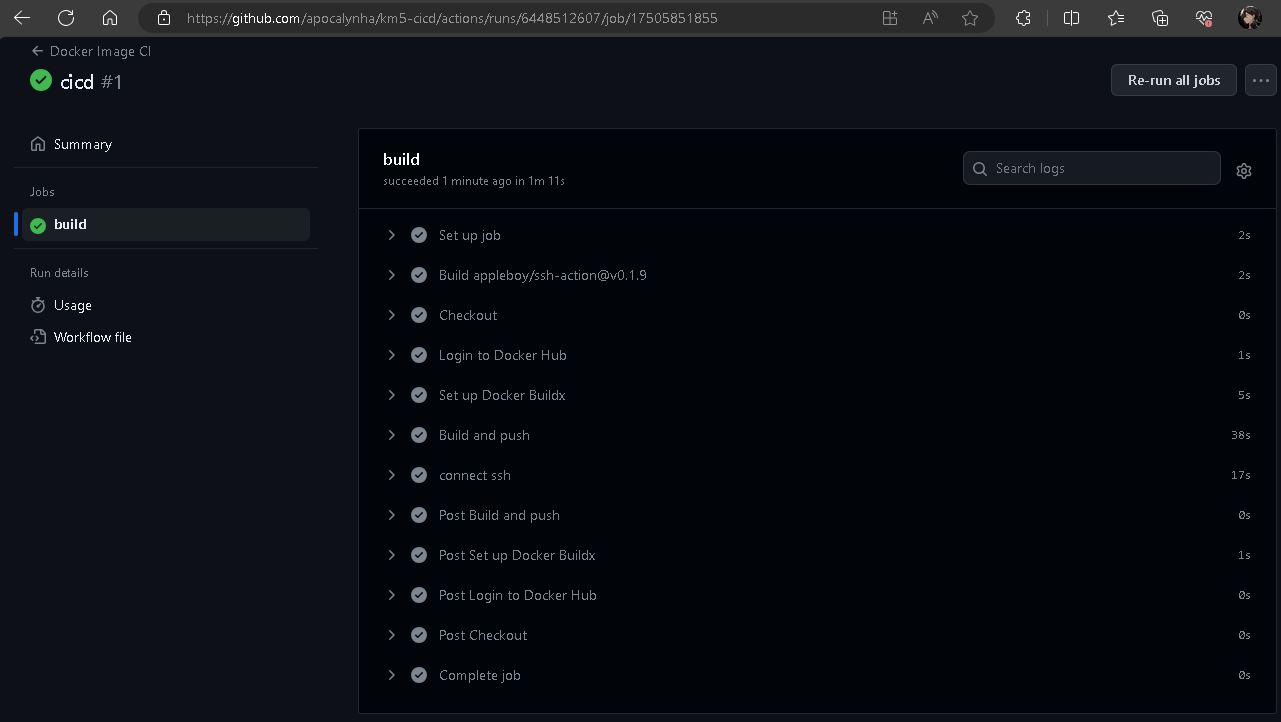 https://github.com/apocalynha/km5-cicd/actions/runs/6448512607/job/17505851855
Docker Image CI
cicd #1
Re-run all jobs
Summary
Jobs
build
Run details
Usage
Workflow file
build
succeeded 1 minute ago in 1m 11s
Search logs
Set up job 2s
Build appleboy/ssh-action@v0.1.9 2s
Checkout 0s
Login to Docker Hub 1s
Set up Docker Buildx 5s
Build and push 38s
connect ssh 17s
Post Build and push 0s
Post Set up Docker Buildx 1s
Post Login to Docker Hub 0s
Post Checkout 0s
Complete job 0s